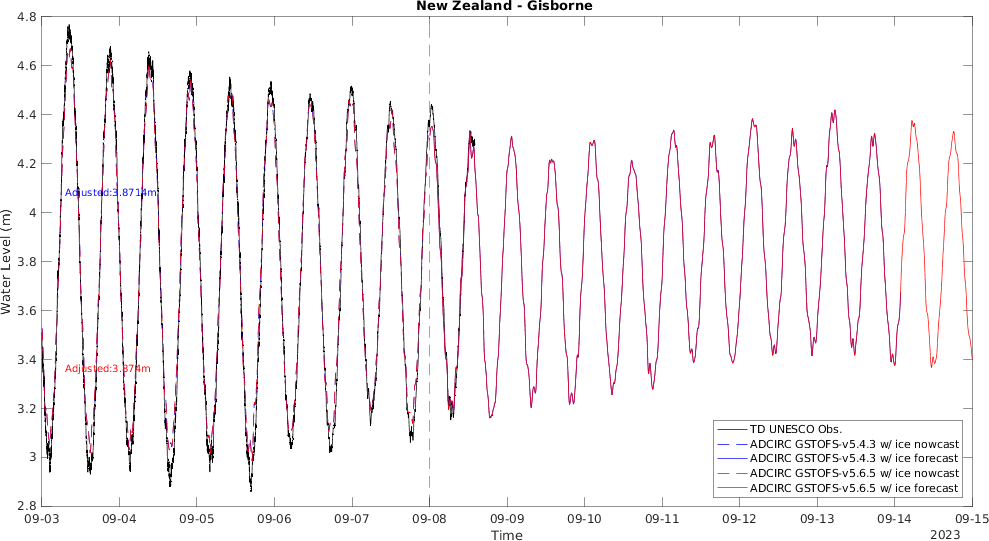 New Zealand - Gisborne
4.8
4.6
4.4
4.2
4
3.8
3.6
3.4
3.2
3
2.8
Water Level (m)
Adjusted:3.8714m
Adjusted:3.874m
TD UNESCO Obs.
ADCIRC GSTOFS-v5.4.3 w/ ice nowcast
ADCIRC GSTOFS-v5.4.3 w/ ice forecast
ADCIRC GSTOFS-v5.6.5 w/ ice nowcast
ADCIRC GSTOFS-v5.6.5 w/ ice forecast
09-03 09-04 09-05 09-06 09-07 09-08 09-09 09-10 09-11 09-12 09-13 09-14 09-15
Time
2023